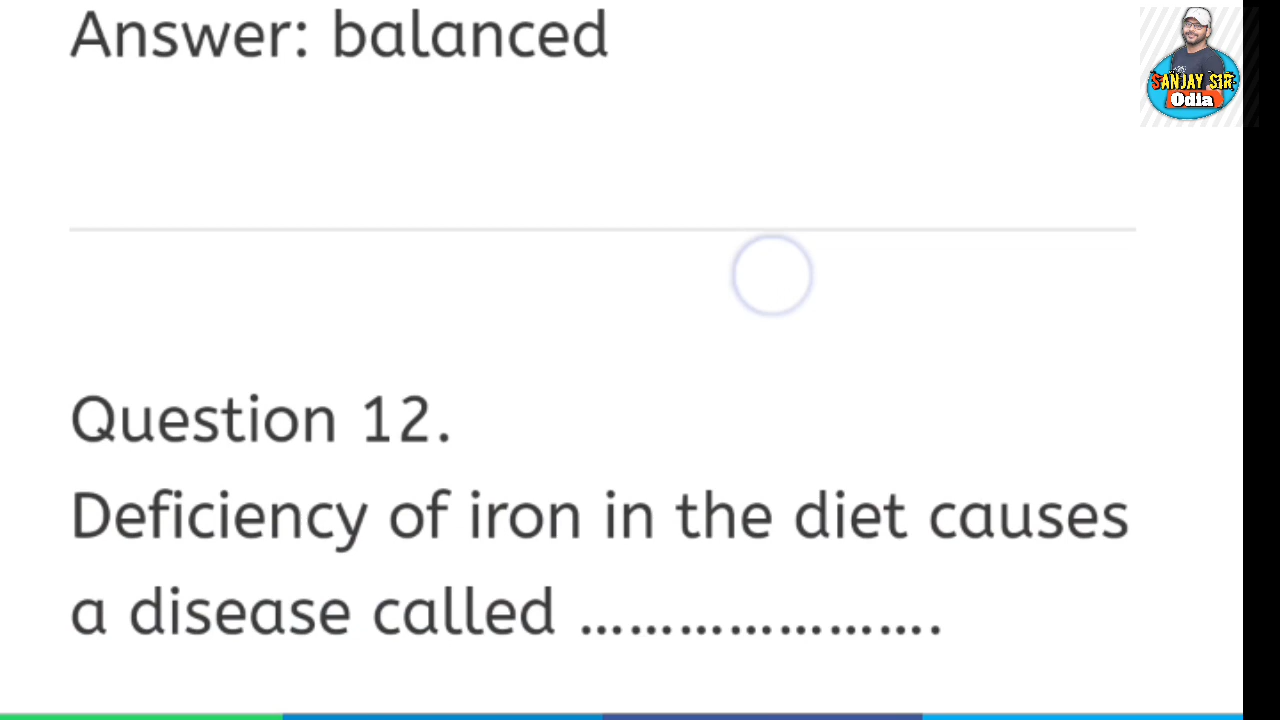 Answer: balanced
SANJAY SIR
Odia
Question 12.
Deficiency of iron in the diet causes
a disease called ………………….